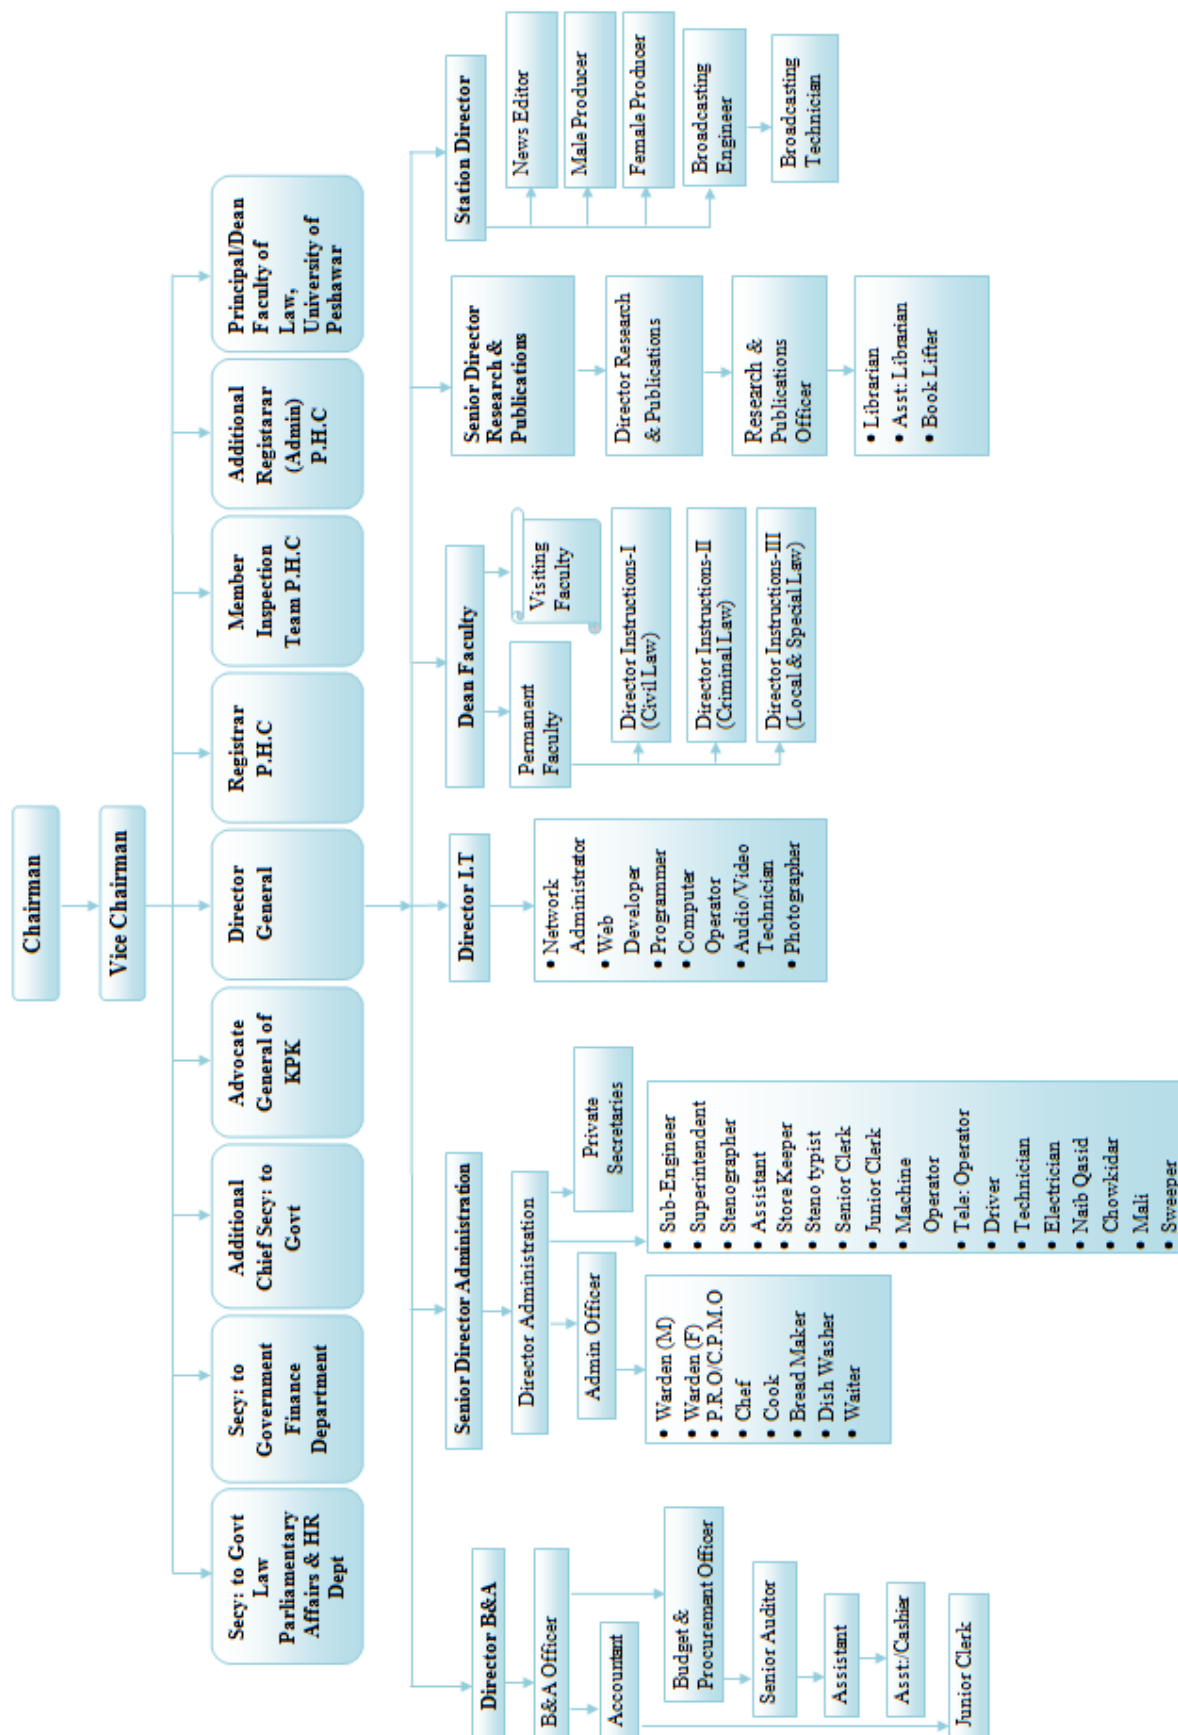 Chairman
Vice Chairman
Secy: to Govt
Law
Parliamentary
Affairs & HR
Dept
Secy: to
Government
Finance
Department
Additional
Chief Secy: to
Govt
Advocate
General of
KPK
Director
General
Registrar
P.H.C
Member
Inspection
Team P.H.C
Additional
Registarar
(Admin)
P.H.C
Principal/Dean
Faculty of
Law,
University of
Peshawar
Director B&A
B&A Officer
Accountant
Budget &
Procurement Officer
Senior Auditor
Assistant
Asst:/Cashier
Junior Clerk
Senior Director Administration
Director Administration
Private
Secretaries
Admin Officer
• Warden (M)
• Warden (F)
• P.R.O/C.P.M.O
• Chef
• Cook
• Bread Maker
• Dish Washer
• Waiter
• Sub-Engineer
• Superintendent
• Stenographer
• Assistant
• Store Keeper
• Steno typist
• Senior Clerk
• Junior Clerk
• Machine
Operator
• Tele: Operator
• Driver
• Technician
• Electrician
• Naib Qasid
• Chowkidar
• Mali
• Sweeper
Director I.T
• Network
Administrator
• Web
Developer
• Programmer
• Computer
Operator
• Audio/Video
Technician
• Photographer
Dean Faculty
Permanent
Faculty
Visiting
Faculty
Director Instructions-I
(Civil Law)
Director Instructions-II
(Criminal Law)
Director Instructions-III
(Local & Special Law)
Senior Director
Research &
Publications
Director Research
& Publications
Research &
Publications
Officer
• Librarian
• Asst: Librarian
• Book Lifter
Station Director
News Editor
Male Producer
Female Producer
Broadcasting
Engineer
Broadcasting
Technician